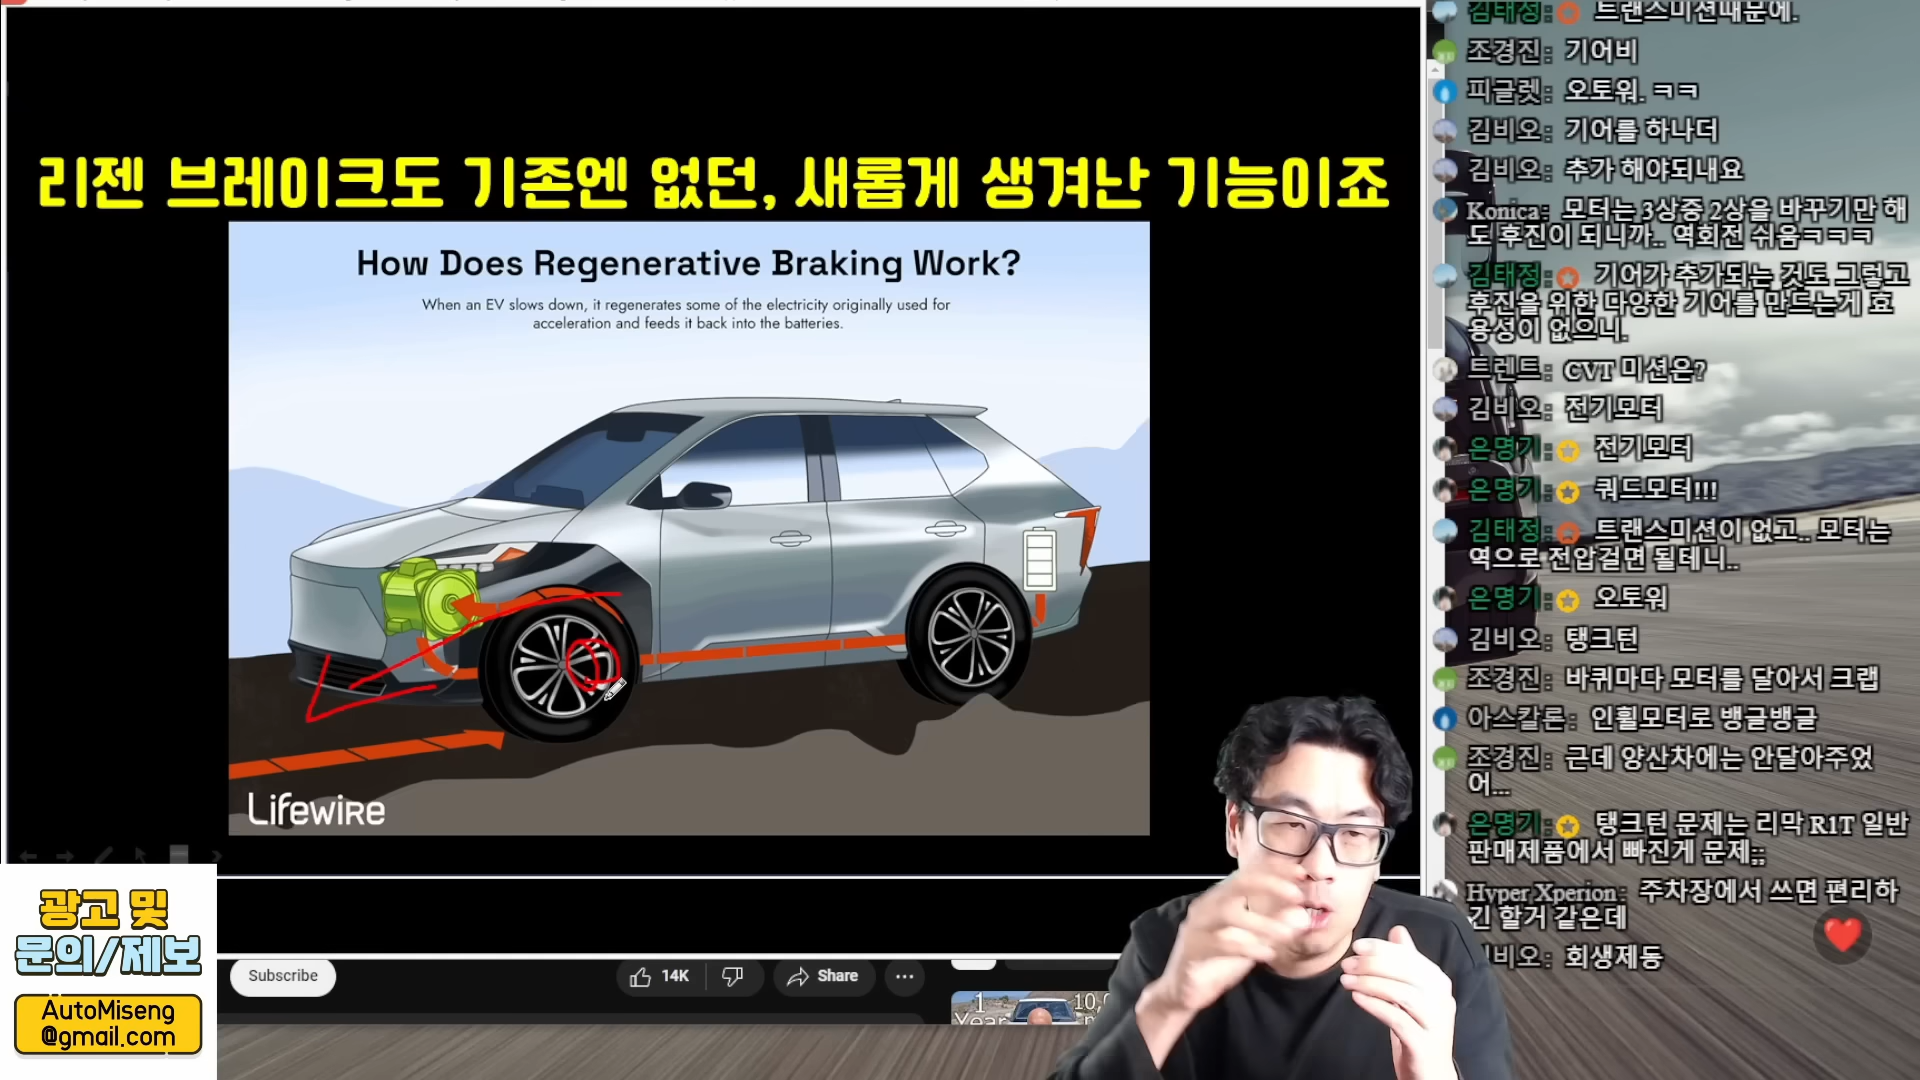 리젠 브레이크도 기존엔 없던, 새롭게 생겨난 기능이죠
How Does Regenerative Braking Work?
When an EV slows down, it regenerates some of the electricity originally used for
acceleration and feeds it back into the batteries.
Lifewire
광고 및
문의/제보
AutoMiseng
@gmail.com
Subscribe
14K
Share
1
Year
김태정: 트랜스미션때문에.
조경진: 기어비
피글렛: 오토워. ㅋㅋ
김비오: 기어를 하나더
김비오: 추가 해야되내요
Konica: 모터는 3상중 2상을 바꾸기만 해
도 후진이 되니까.. 역회전 쉬움ㅋㅋㅋ
김태정: 기어가 추가되는 것도 그렇고
후진을 위한 다양한 기어를 만드는게 효
용성이 없으니.
트렌트: CVT 미션은?
김비오: 전기모터
은명기: 전기모터
은명기: 쿼드모터!!!
김태정: 트랜스미션이 없고.. 모터는
역으로 전압걸면 될테니..
은명기: 오토워
김비오: 탱크턴
조경진: 바퀴마다 모터를 달아서 크랩
아스칼론: 인휠모터로 뱅글뱅글
조경진: 근데 양산차에는 안달아주었
어...
은명기: 탱크턴 문제는 리막 R1T 일반
판매제품에서 빠진게 문제;;
Hyper Xperion: 주차장에서 쓰면 편리하
긴 할거 같은데
비오: 회생제동